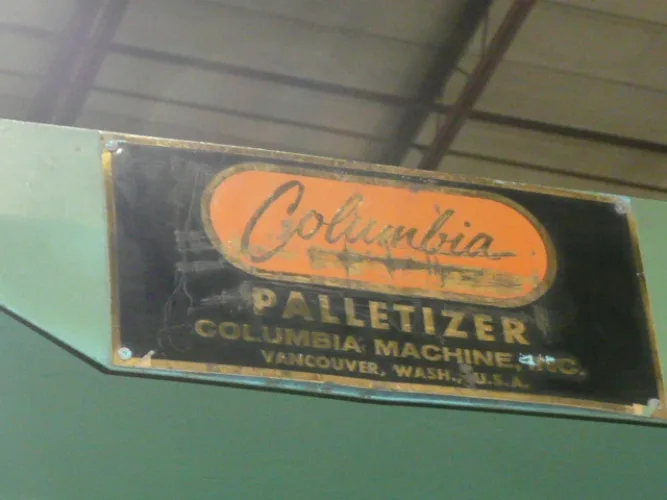 Columbia
PALLETIZER
COLUMBIA MACHINE, INC.
VANCOUVER, WASH., U.S.A.